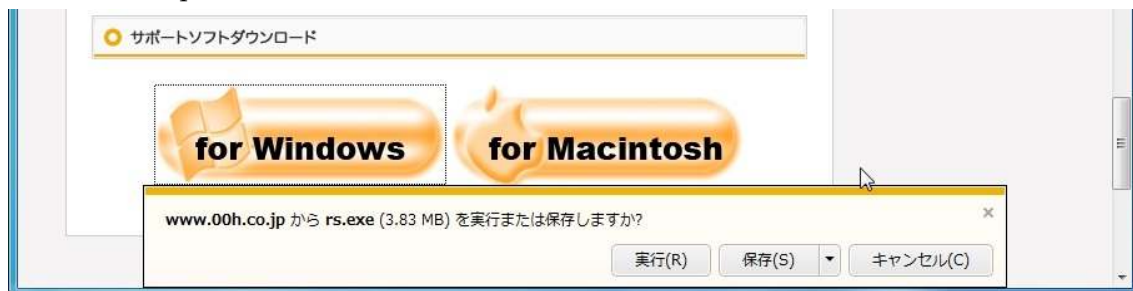 サポートソフトダウンロード
for Windows
for Macintosh
www.00h.co.jp から rs.exe (3.83 MB) を実行または保存しますか?
×
実行(R)
保存(S)
キャンセル(C)